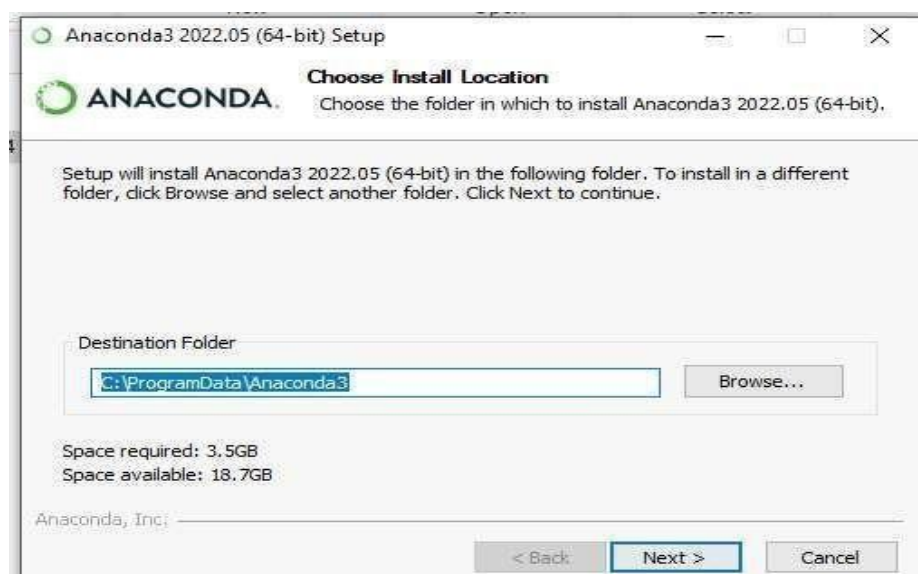 Anaconda3 2022.05 (64-bit) Setup
ANACONDA.
Choose Install Location
Choose the folder in which to install Anaconda3 2022.05 (64-bit).
Setup will install Anaconda3 2022.05 (64-bit) in the following folder. To install in a different
folder, click Browse and select another folder. Click Next to continue.
Destination Folder
C:\ProgramData\Anaconda3
Browse...
Space required: 3.5GB
Space available: 18.7GB
Anaconda, Inc.
< Back
Next >
Cancel